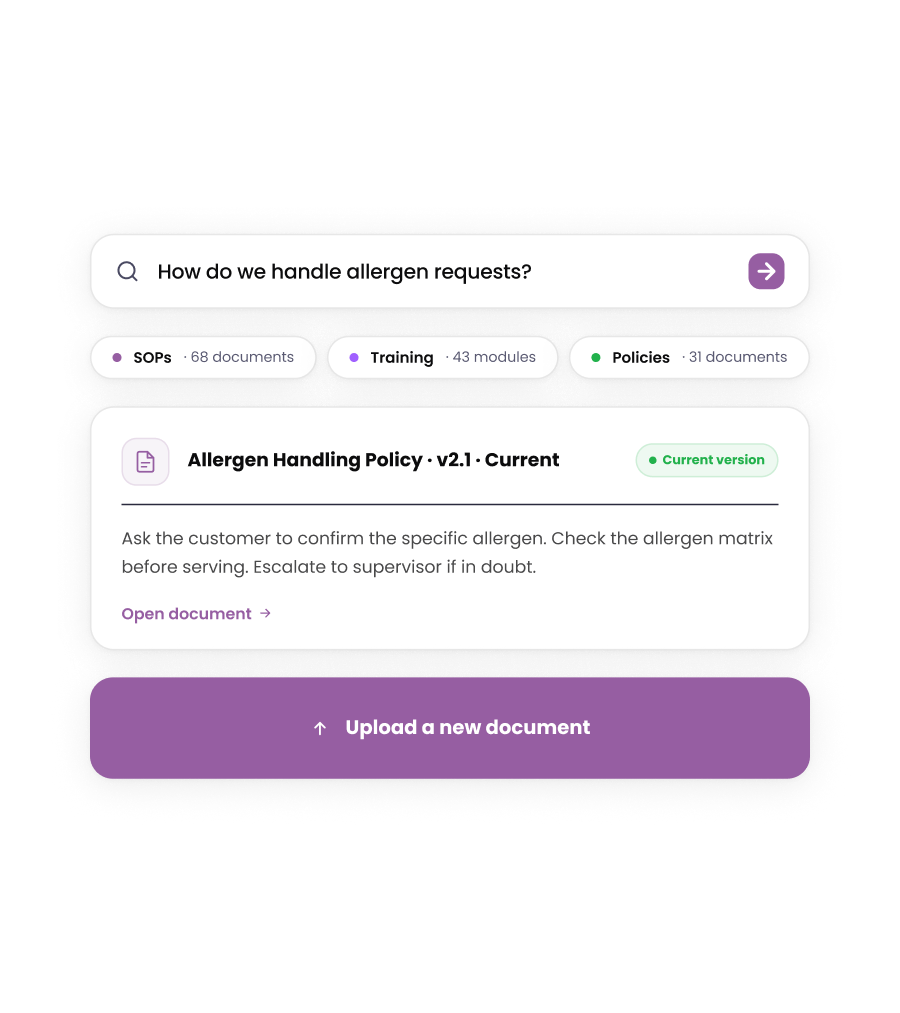 How do we handle allergen requests?
SOPs · 68 documents
Training · 43 modules
Policies · 31 documents
Allergen Handling Policy · v2.1 · Current
Current version
Ask the customer to confirm the specific allergen. Check the allergen matrix
before serving. Escalate to supervisor if in doubt.
Open document →
↑ Upload a new document